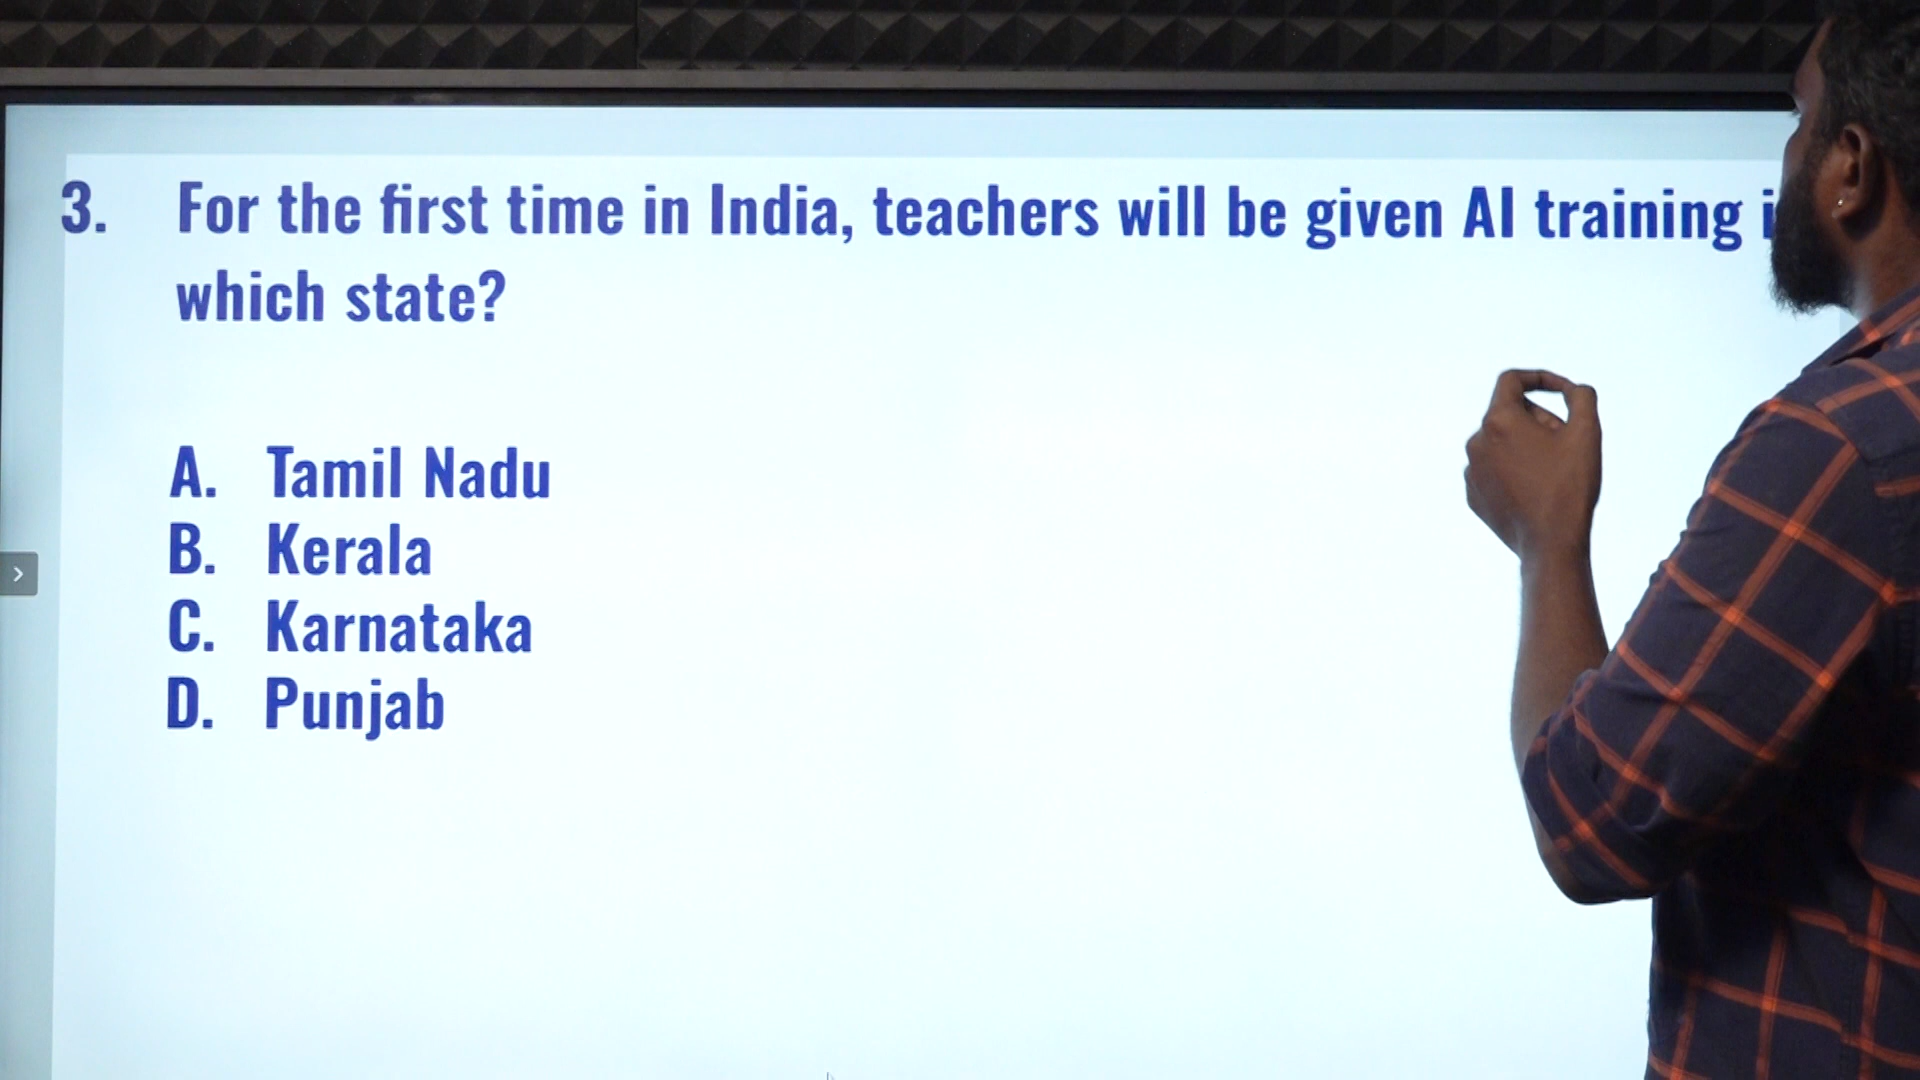 3. For the first time in India, teachers will be given AI training
which state?
A. Tamil Nadu
B. Kerala
C. Karnataka
D. Punjab